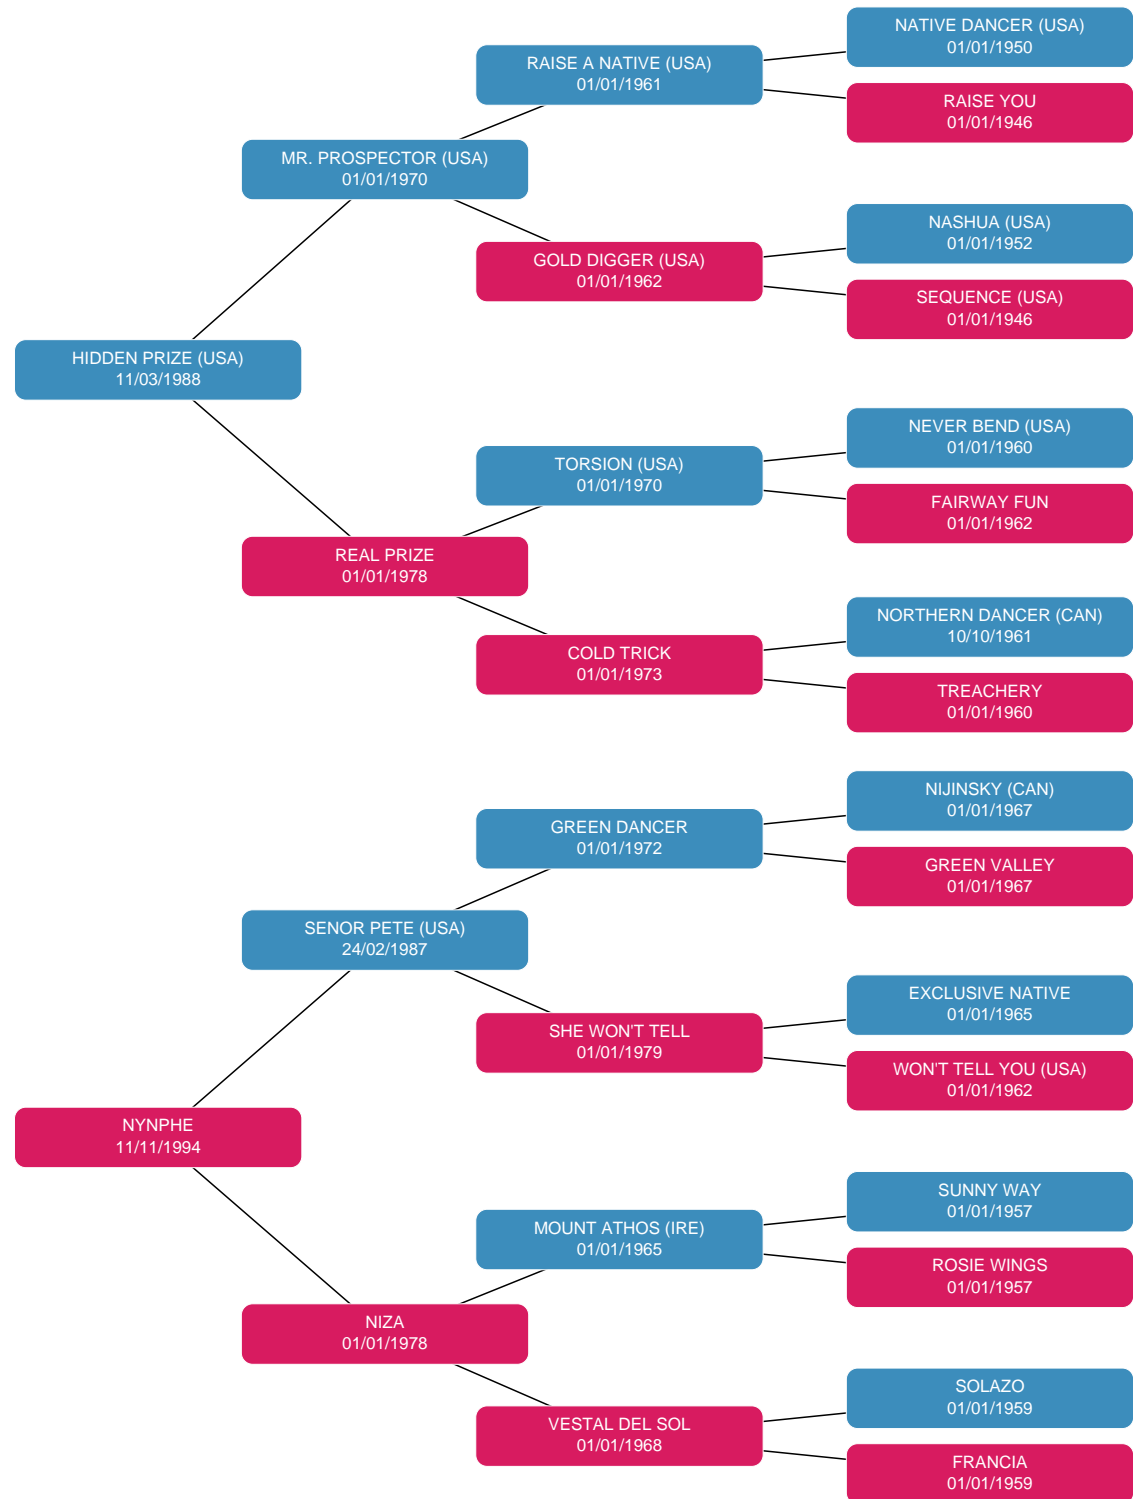 NATIVE DANCER (USA)
01/01/1950
RAISE A NATIVE (USA)
01/01/1961
RAISE YOU
01/01/1946
MR. PROSPECTOR (USA)
01/01/1970
NASHUA (USA)
01/01/1952
GOLD DIGGER (USA)
01/01/1962
SEQUENCE (USA)
01/01/1946
HIDDEN PRIZE (USA)
11/03/1988
NEVER BEND (USA)
01/01/1960
TORSION (USA)
01/01/1970
FAIRWAY FUN
01/01/1962
REAL PRIZE
01/01/1978
NORTHERN DANCER (CAN)
10/10/1961
COLD TRICK
01/01/1973
TREACHERY
01/01/1960
NIJINSKY (CAN)
01/01/1967
GREEN DANCER
01/01/1972
GREEN VALLEY
01/01/1967
SENOR PETE (USA)
24/02/1987
EXCLUSIVE NATIVE
01/01/1965
SHE WON'T TELL
01/01/1979
WON'T TELL YOU (USA)
01/01/1962
NYNPHE
11/11/1994
SUNNY WAY
01/01/1957
MOUNT ATHOS (IRE)
01/01/1965
ROSIE WINGS
01/01/1957
NIZA
01/01/1978
SOLAZO
01/01/1959
VESTAL DEL SOL
01/01/1968
FRANCIA
01/01/1959